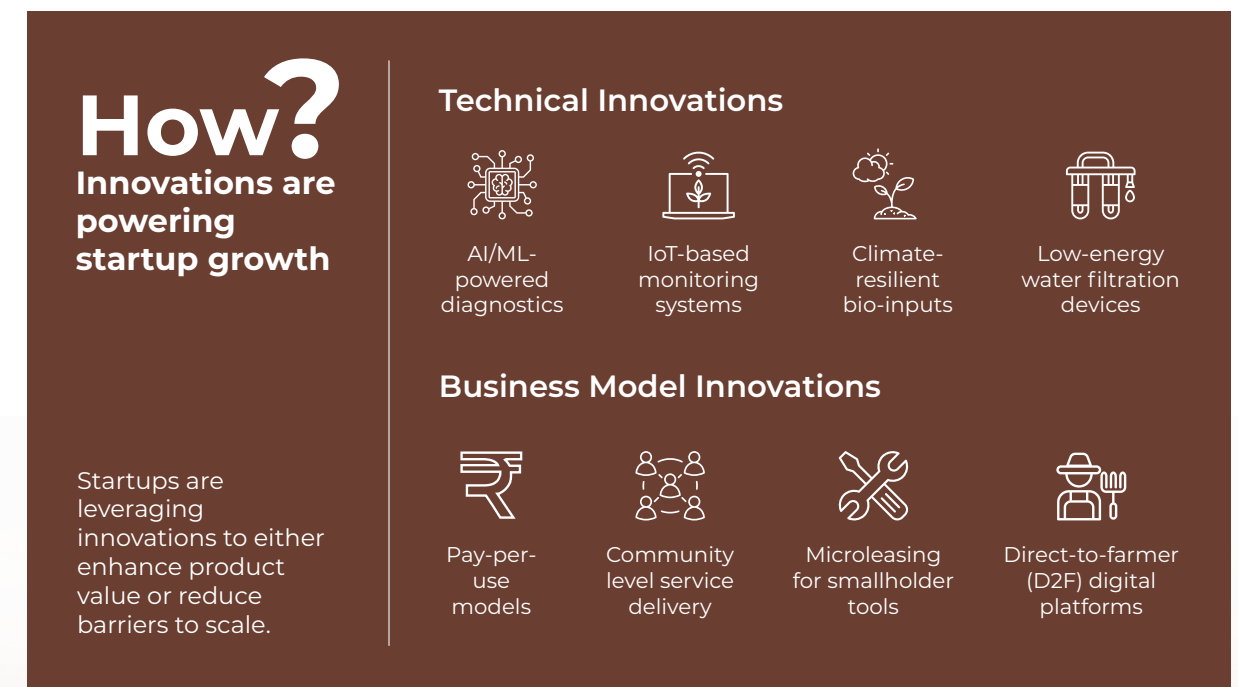 How?
Innovations are
powering
startup growth
Startups are
leveraging
innovations to either
enhance product
value or reduce
barriers to scale.
Technical Innovations
AI/ML-
powered
diagnostics
IoT-based
monitoring
systems
Climate-
resilient
bio-inputs
Low-energy
water filtration
devices
Business Model Innovations
Pay-per-
use
models
Community
level service
delivery
Microleasing
for smallholder
tools
Direct-to-farmer
(D2F) digital
platforms